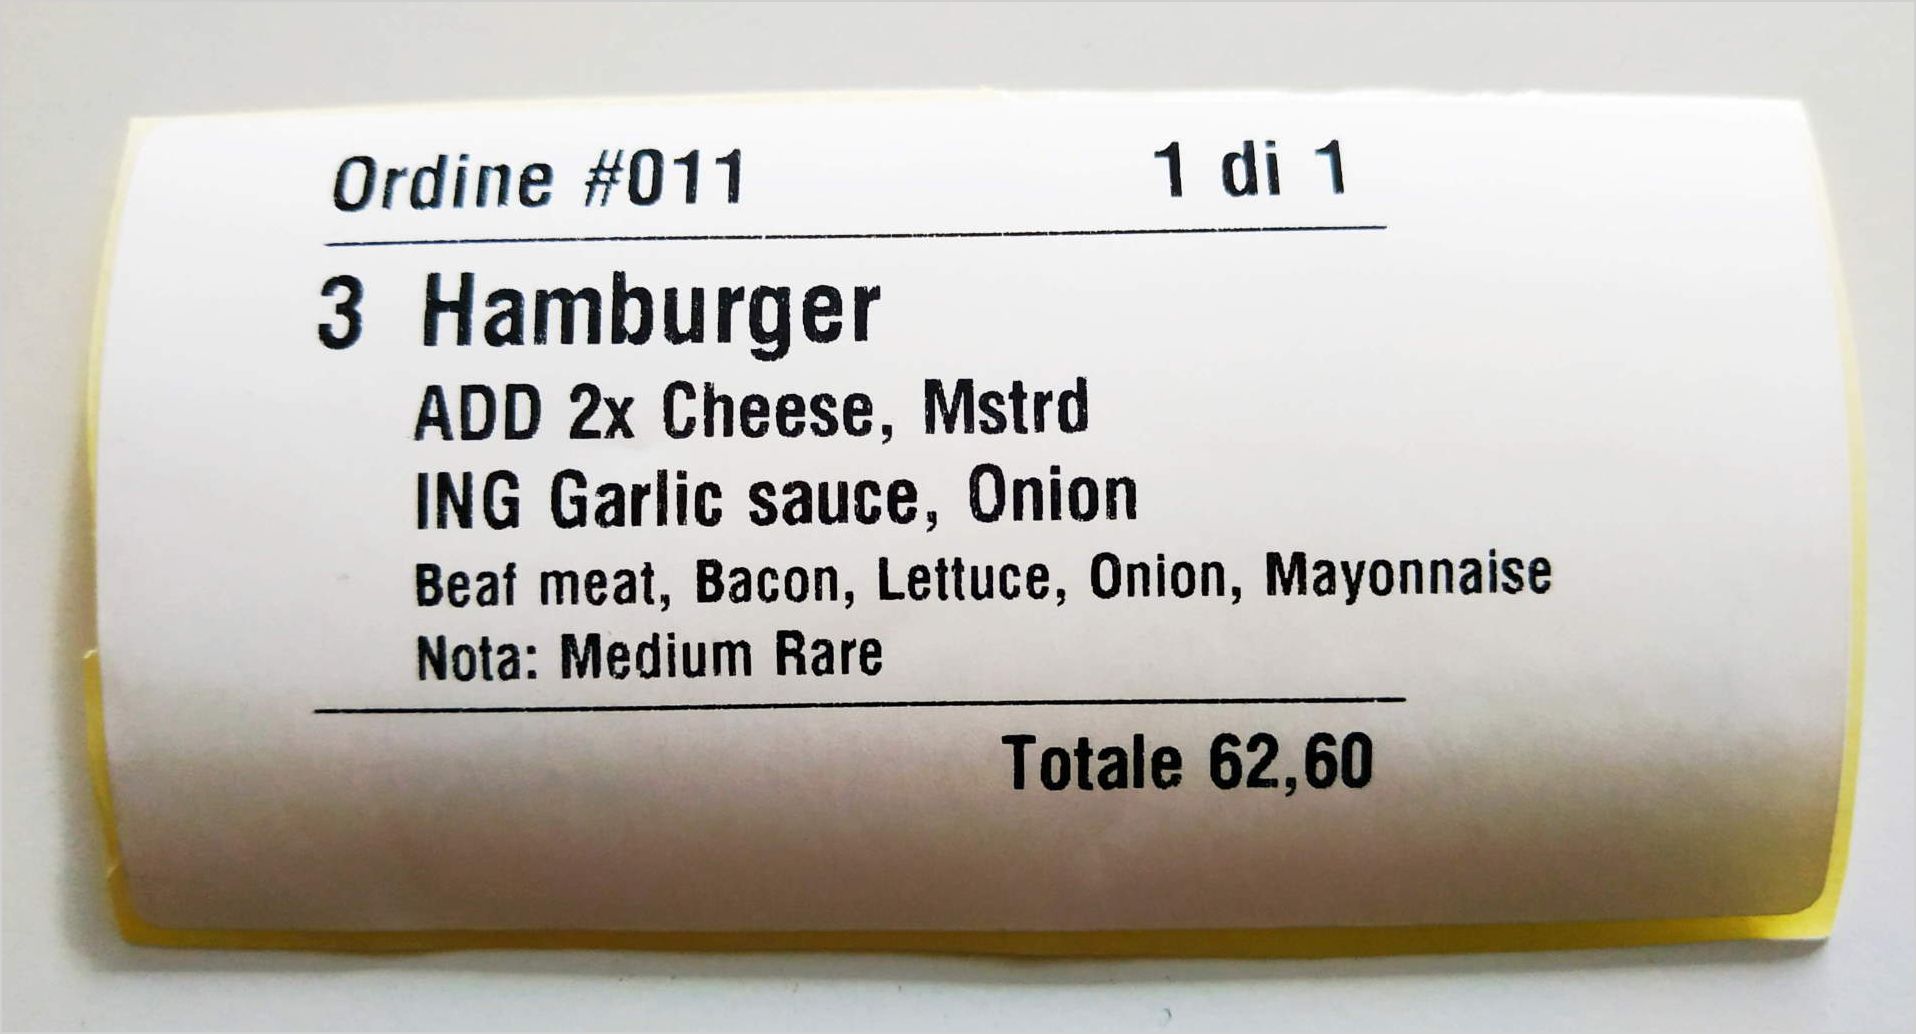 Ordine #011 1 di 1
3 Hamburger
ADD 2x Cheese, Mstrd
ING Garlic sauce, Onion
Beaf meat, Bacon, Lettuce, Onion, Mayonnaise
Nota: Medium Rare
Totale 62,60